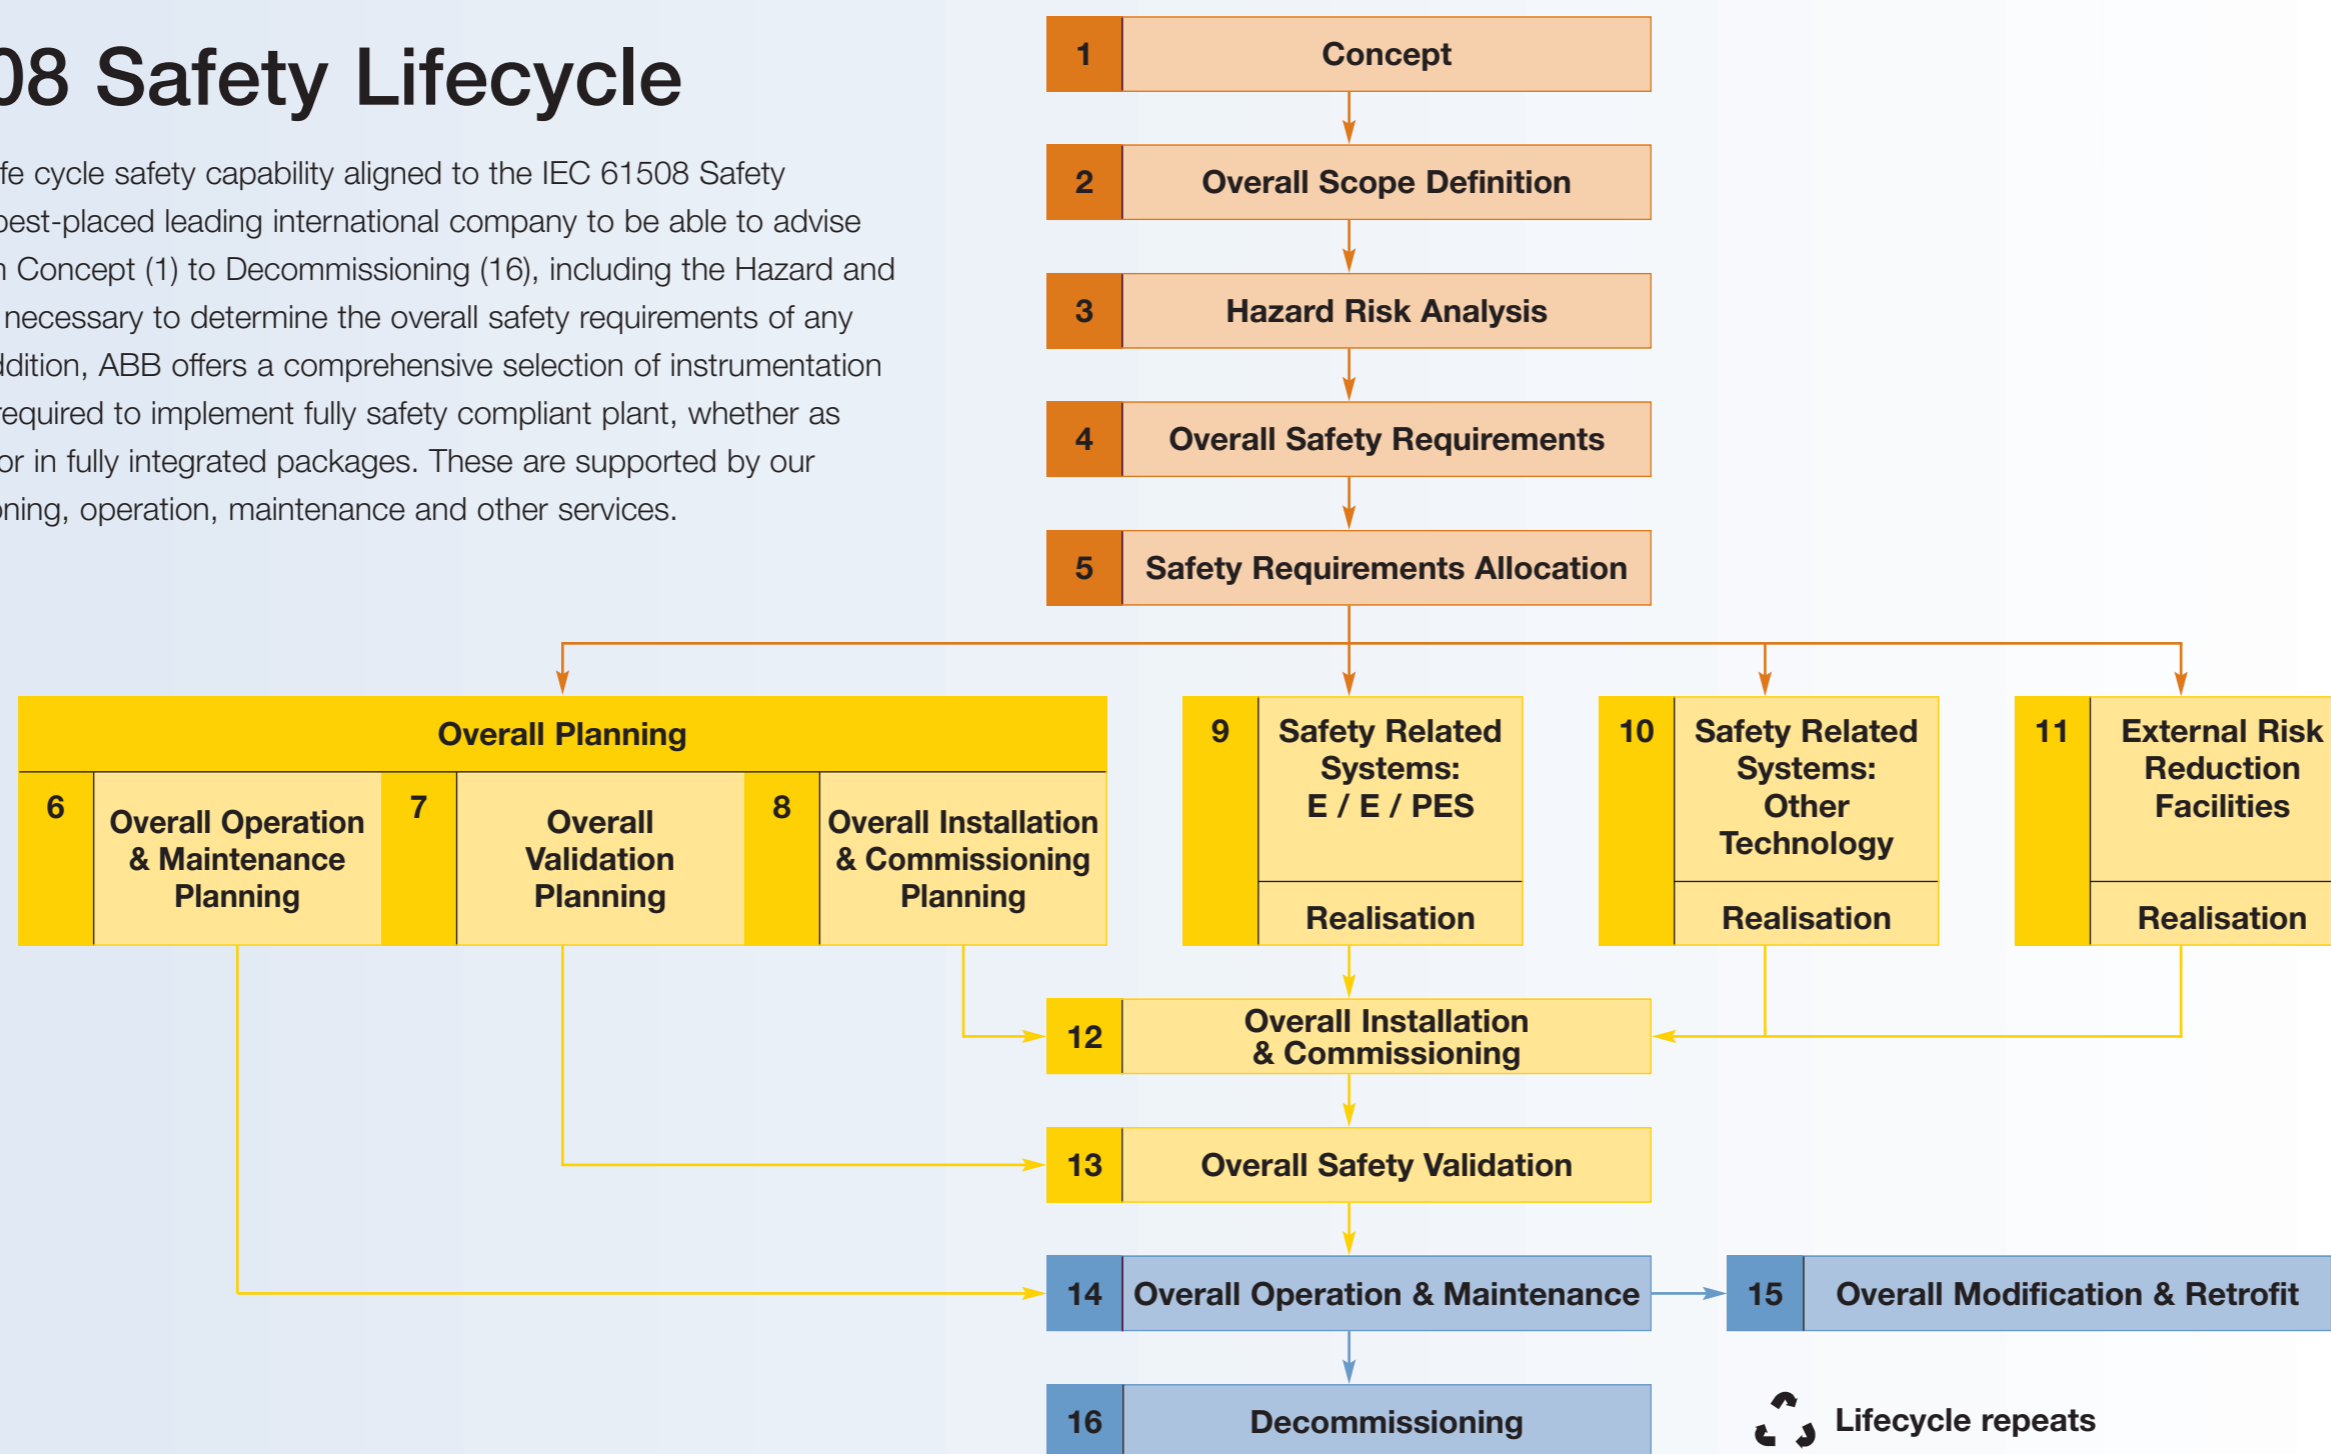 08 Safety Lifecycle
fe cycle safety capability aligned to the IEC 61508 Safety
best-placed leading international company to be able to advise
Concept (1) to Decommissioning (16), including the Hazard and
necessary to determine the overall safety requirements of any
ddition, ABB offers a comprehensive selection of instrumentation
required to implement fully safety compliant plant, whether as
or in fully integrated packages. These are supported by our
oning, operation, maintenance and other services.
1 Concept
2 Overall Scope Definition
3 Hazard Risk Analysis
4 Overall Safety Requirements
5 Safety Requirements Allocation
Overall Planning
6 Overall Operation
& Maintenance
Planning
7 Overall
Validation
Planning
8 Overall Installation
& Commissioning
Planning
9 Safety Related
Systems:
E / E / PES
Realisation
10 Safety Related
Systems:
Other
Technology
Realisation
11 External Risk
Reduction
Facilities
Realisation
12 Overall Installation
& Commissioning
13 Overall Safety Validation
14 Overall Operation & Maintenance
15 Overall Modification & Retrofit
16 Decommissioning
Lifecycle repeats